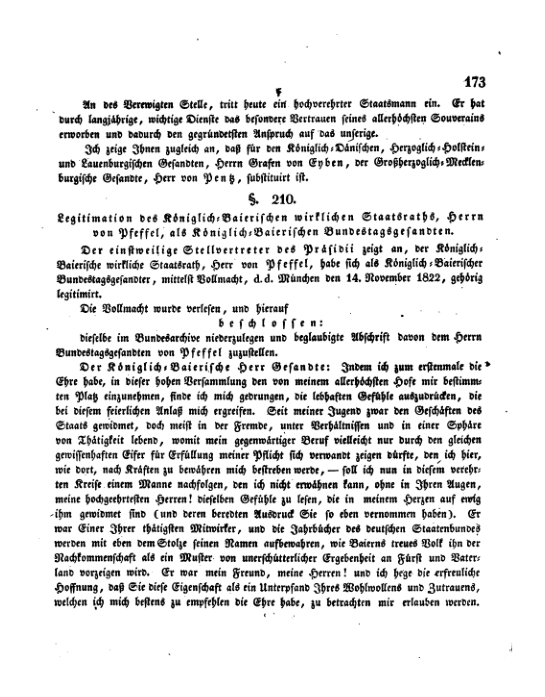 173
An des Verewigten Stelle, tritt heute ein hochverehrter Staatsmann ein. Er hat
durch langjährige, wichtige Dienste das besondere Vertrauen seines allerhöchsten Souverains
erworben und dadurch den gegründetsten Anspruch auf das unserige.
Ich zeige Ihnen zugleich an, daß für den Königlich-Dänischen, Herzoglich-Holstein-
und Lauenburgischen Gesandten, Herrn Grafen von Eyben, der Großherzoglich-Mecklen-
burgische Gesandte, Herr von Pentz, substituirt ist.
§. 210.
Legitimation des Königlich-Baierischen wirklichen Staatsraths, Herrn
von Pfeffel, als Königlich-Baierischen Bundestagsgesandten.
Der einstweilige Stellvertreter des Präsidii zeigt an, der Königlich-
Baierische wirkliche Staatsrath, Herr von Pfeffel, habe sich als Königlich-Baierischer
Bundestagsgesandter, mittelst Vollmacht, d. d. München den 14. November 1822, gehörig
legitimirt.
Die Vollmacht wurde verlesen, und hierauf
beschlossen:
dieselbe im Bundesarchive niederzulegen und beglaubigte Abschrift davon dem Herrn
Bundestagsgesandten von Pfeffel zuzustellen.
Der Königlich-Baierische Herr Gesandte: Indem ich zum erstenmale die
Ehre habe, in dieser hohen Versammlung den von meinem allerhöchsten Hofe mir bestimm-
ten Platz einzunehmen, finde ich mich gedrungen, die lebhaften Gefühle auszudrücken, die
bei diesem feierlichen Anlaß mich ergreifen. Seit meiner Jugend zwar den Geschäften des
Staats gewidmet, doch meist in der Fremde, unter Verhältnissen und in einer Sphäre
von Thätigkeit lebend, womit mein gegenwärtiger Beruf vielleicht nur durch den gleichen
gewissenhaften Eifer für Erfüllung meiner Pflicht sich verwandt zeigen dürfte, den ich hier,
wie dort, nach Kräften zu bewähren mich bestreben werde, — soll ich nun in diesem verehr-
ten Kreise einem Manne nachfolgen, den ich nicht erwähnen kann, ohne in Ihren Augen,
meine hochgeehrtesten Herren! dieselben Gefühle zu lesen, die in meinem Herzen auf ewig
ihm gewidmet sind (und deren beredten Ausdruck Sie so eben vernommen haben). Er
war Einer Ihrer thätigsten Mitwirker, und die Jahrbücher des deutschen Staatenbundes
werden mit eben dem Stolze seinen Namen aufbewahren, wie Baierns treues Volk ihn der
Nachkommenschaft als ein Muster von unerschütterlicher Ergebenheit an Fürst und Vater-
land vorzeigen wird. Er war mein Freund, meine Herren! und ich hege die erfreuliche
Hoffnung, daß Sie diese Eigenschaft als ein Unterpfand Ihres Wohlwollens und Zutrauens,
welchen ich mich bestens zu empfehlen die Ehre habe, zu betrachten mir erlauben werden.